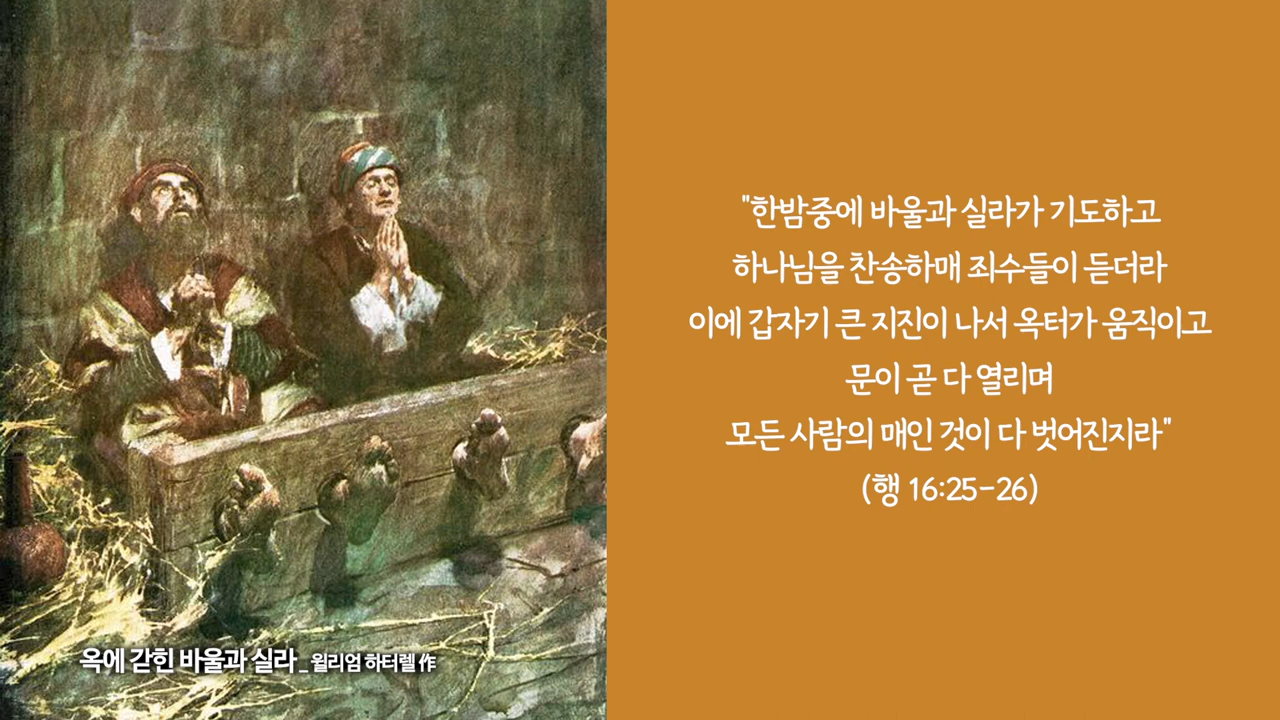 "한밤중에 바울과 실라가 기도하고
하나님을 찬송하매 죄수들이 듣더라
이에 갑자기 큰 지진이 나서 옥터가 움직이고
문이 곧 다 열리며
모든 사람의 매인 것이 다 벗어진지라"
(행 16:25-26)
옥에 갇힌 바울과 실라 _ 윌리엄 하터렐 作